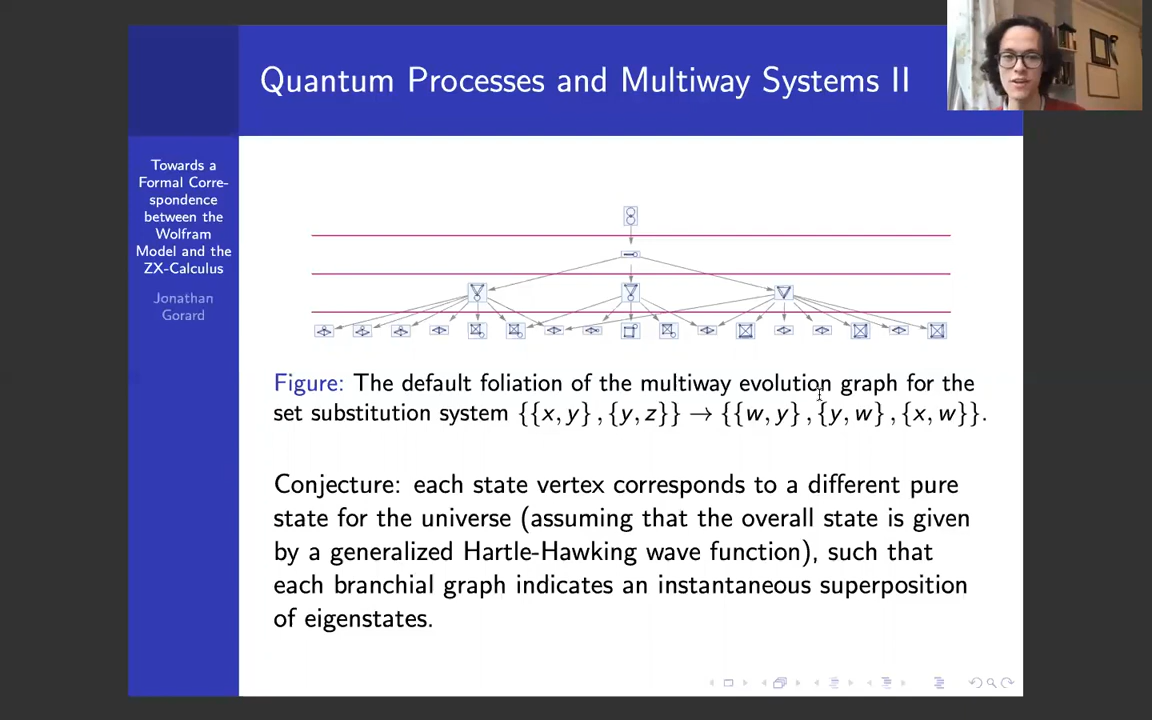 Quantum Processes and Multiway Systems II
Towards a
Formal Corre-
spondence
between the
Wolfram
Model and the
ZX-Calculus
Jonathan
Gorard
Figure: The default foliation of the multiway evolution graph for the
set substitution system {{x, y} , {y, z}} → {{w, y} , {y, w} , {x, w}}.
Conjecture: each state vertex corresponds to a different pure
state for the universe (assuming that the overall state is given
by a generalized Hartle-Hawking wave function), such that
each branchial graph indicates an instantaneous superposition
of eigenstates.